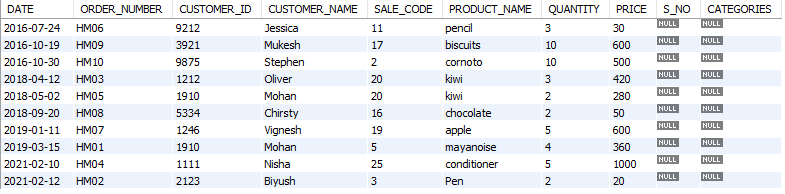 DATE ORDER_NUMBER CUSTOMER_ID CUSTOMER_NAME SALE_CODE PRODUCT_NAME QUANTITY PRICE S_NO CATEGORIES
2016-07-24 HM06 9212 Jessica 11 pencil 3 30 NULL NULL
2016-10-19 HM09 3921 Mukesh 17 biscuits 10 600 NULL NULL
2016-10-30 HM10 9875 Stephen 2 cornoto 10 500 NULL NULL
2018-04-12 HM03 1212 Oliver 20 kiwi 3 420 NULL NULL
2018-05-02 HM05 1910 Mohan 20 kiwi 2 280 NULL NULL
2018-09-20 HM08 5334 Chirsty 16 chocolate 2 50 NULL NULL
2019-01-11 HM07 1246 Vignesh 19 apple 5 600 NULL NULL
2019-03-15 HM01 1910 Mohan 5 mayanoise 4 360 NULL NULL
2021-02-10 HM04 1111 Nisha 25 conditioner 5 1000 NULL NULL
2021-02-12 HM02 2123 Biyush 3 Pen 2 20 NULL NULL